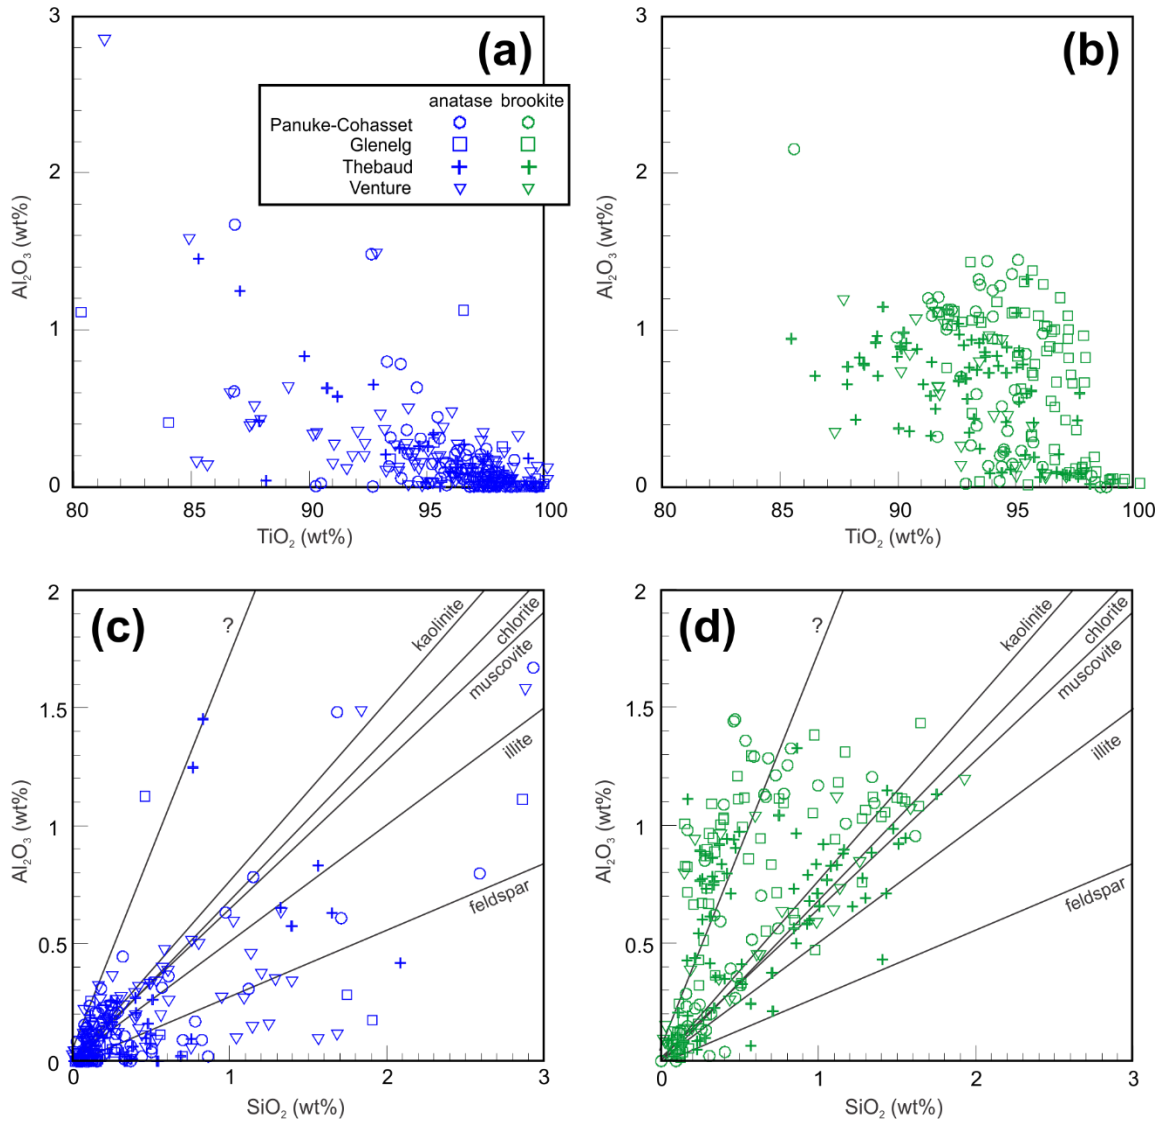 (a)
3
2
1
0
80
85
90
95
100
Al₂O₃ (wt%)
TiO₂ (wt%)
anatase brookite
Panuke-Cohasset
Glenelg
Thebaud
Venture
(b)
3
2
1
0
80
85
90
95
100
Al₂O₃ (wt%)
TiO₂ (wt%)
(c)
2
1.5
1
0.5
0
0
1
2
3
Al₂O₃ (wt%)
SiO₂ (wt%)
?
kaolinite
chlorite
muscovite
illite
feldspar
(d)
2
1.5
1
0.5
0
0
1
2
3
Al₂O₃ (wt%)
SiO₂ (wt%)
?
kaolinite
chlorite
muscovite
illite
feldspar